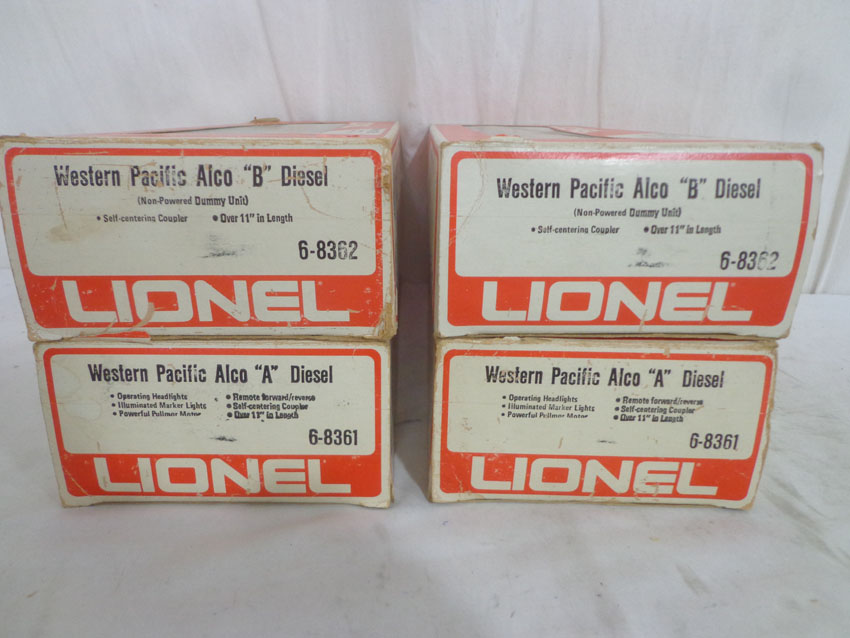 Western Pacific Alco "B" Diesel
(Non-Powered Dummy Unit)
• Self-centering Coupler • Over 11" in Length
6-8362
LIONEL
Western Pacific Alco "B" Diesel
(Non-Powered Dummy Unit)
• Self-centering Coupler • Over 11" in Length
6-8362
LIONEL
Western Pacific Alco "A" Diesel
• Operating Headlights • Remote forward/reverse
• Illuminated Marker Lights • Self-centering Coupler
• Powerful Pullmor Motor • Over 11" in Length
6-8361
LIONEL
Western Pacific Alco "A" Diesel
• Operating Headlights • Remote forward/reverse
• Illuminated Marker Lights • Self-centering Coupler
• Powerful Pullmor Motor • Over 11" in Length
6-8361
LIONEL